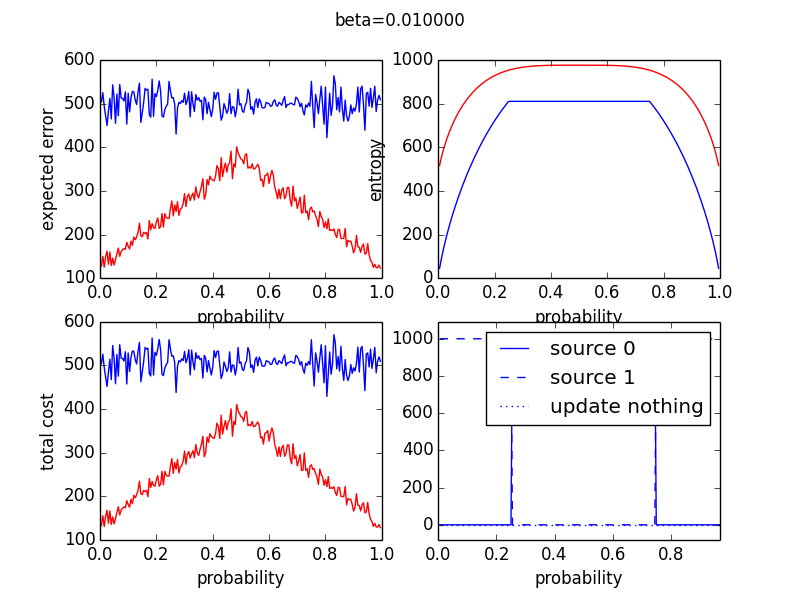 beta=0.010000
600
500
400
300
200
100
expected error
0.0 0.2 0.4 0.6 0.8 1.0
probability
1000
800
600
400
200
0
entropy
0.0 0.2 0.4 0.6 0.8 1.0
probability
600
500
400
300
200
100
total cost
0.0 0.2 0.4 0.6 0.8 1.0
probability
1000
800
600
400
200
0
source 0
source 1
update nothing
0.0 0.2 0.4 0.6 0.8
probability